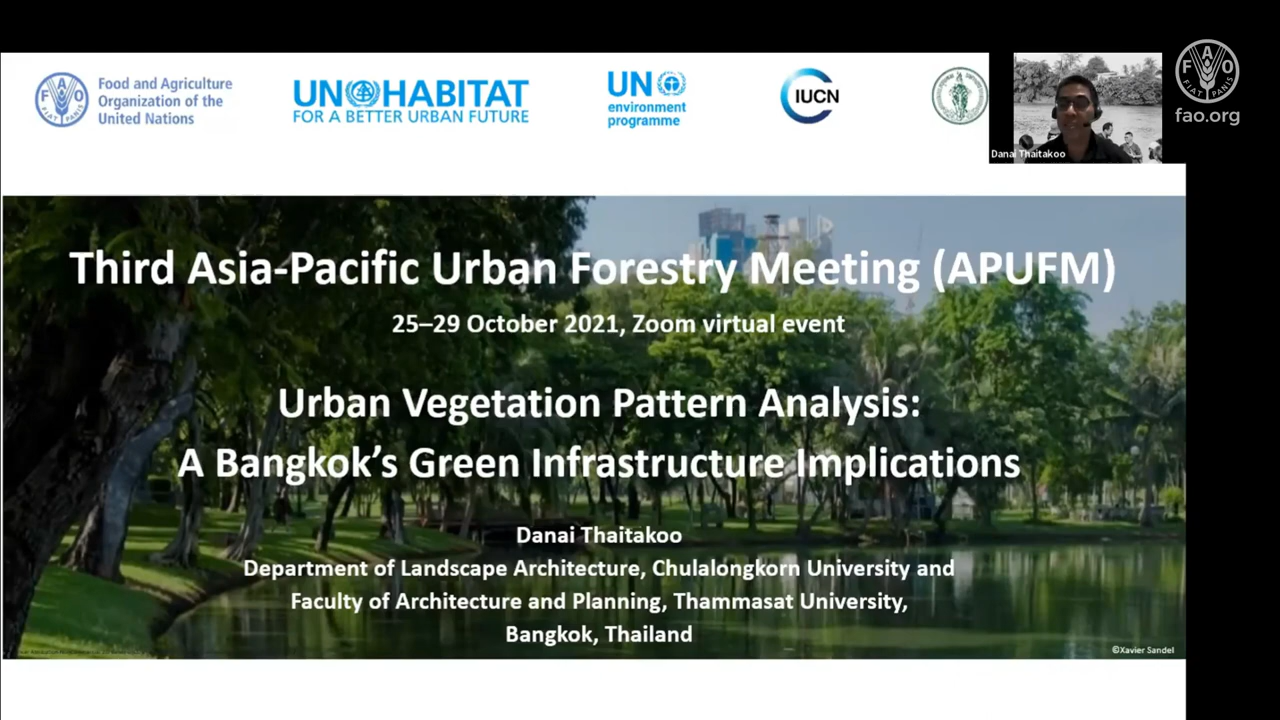 Food and Agriculture
Organization of the
United Nations
UN HABITAT
FOR A BETTER URBAN FUTURE
UN
environment
programme
IUCN
Danai Thaitakoo
FAO
FIAT PANIS
fao.org
Third Asia-Pacific Urban Forestry Meeting (APUFM)
25–29 October 2021, Zoom virtual event
Urban Vegetation Pattern Analysis:
A Bangkok’s Green Infrastructure Implications
Danai Thaitakoo
Department of Landscape Architecture, Chulalongkorn University and
Faculty of Architecture and Planning, Thammasat University,
Bangkok, Thailand
©Xavier Sandel